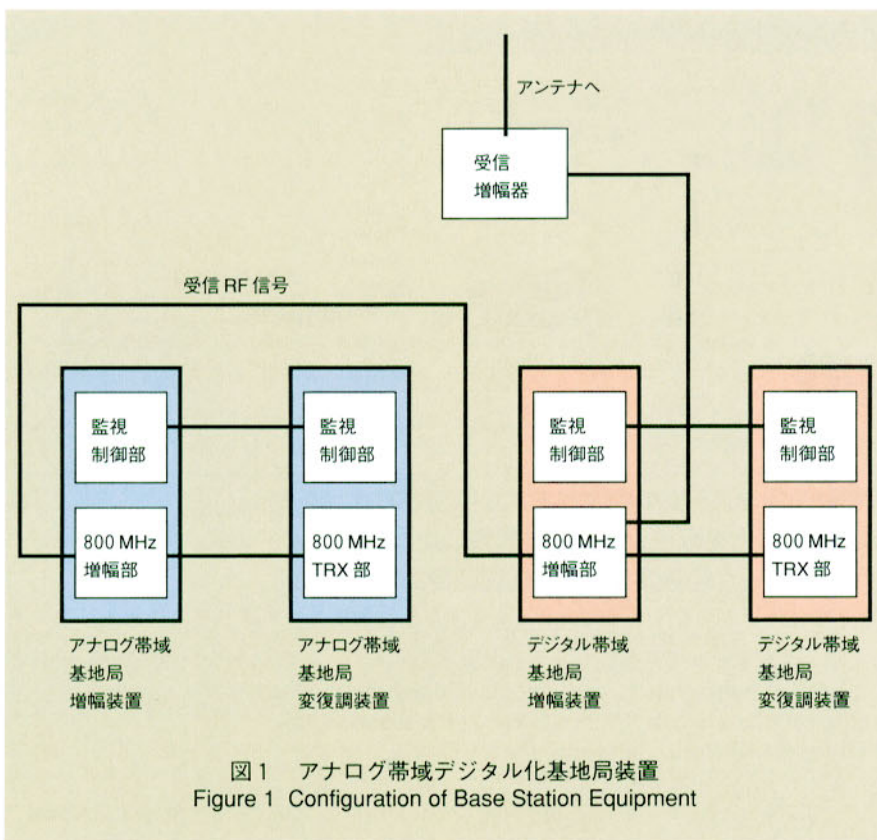 アンテナへ
受信
増幅器
受信 RF 信号
監視
制御部
800 MHz
増幅部
アナログ帯域
基地局
増幅装置
監視
制御部
800 MHz
TRX 部
アナログ帯域
基地局
変復調装置
監視
制御部
800 MHz
増幅部
デジタル帯域
基地局
増幅装置
監視
制御部
800 MHz
TRX 部
デジタル帯域
基地局
変復調装置
図1 アナログ帯域デジタル化基地局装置
Figure 1 Configuration of Base Station Equipment